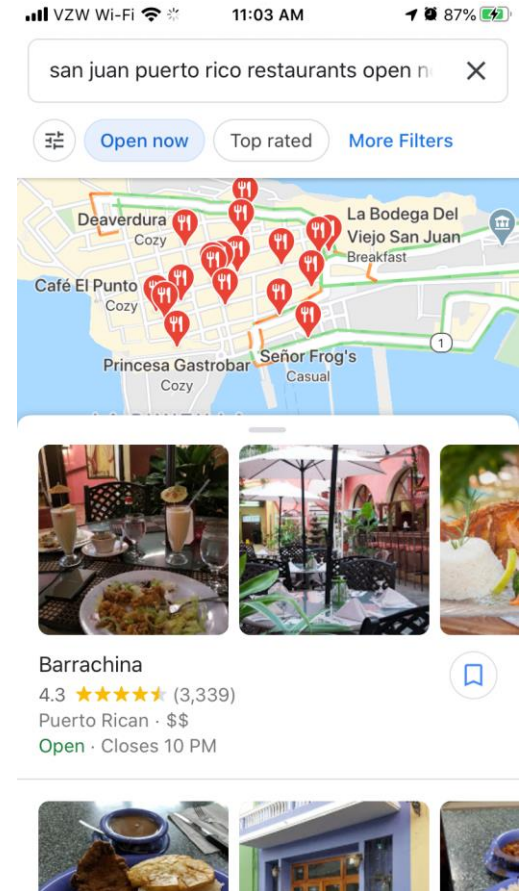 VZW Wi-Fi 11:03 AM 87%
san juan puerto rico restaurants open n
Open now Top rated More Filters
Deaverdura
Cozy
La Bodega Del
Viejo San Juan
Breakfast
Café El Punto
Cozy
1
Princesa Gastrobar
Cozy
Señor Frog's
Casual
Barrachina
4.3 (3,339)
Puerto Rican · $$
Open · Closes 10 PM